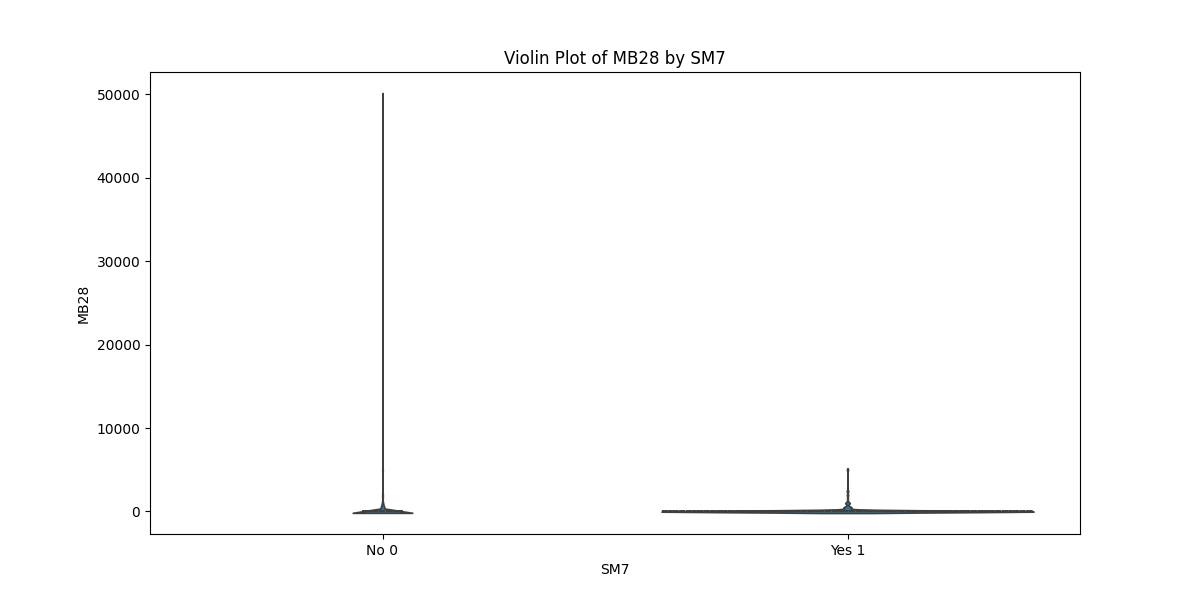 Violin Plot of MB28 by SM7
50000
40000
30000
20000
10000
0
MB28
No 0
Yes 1
SM7